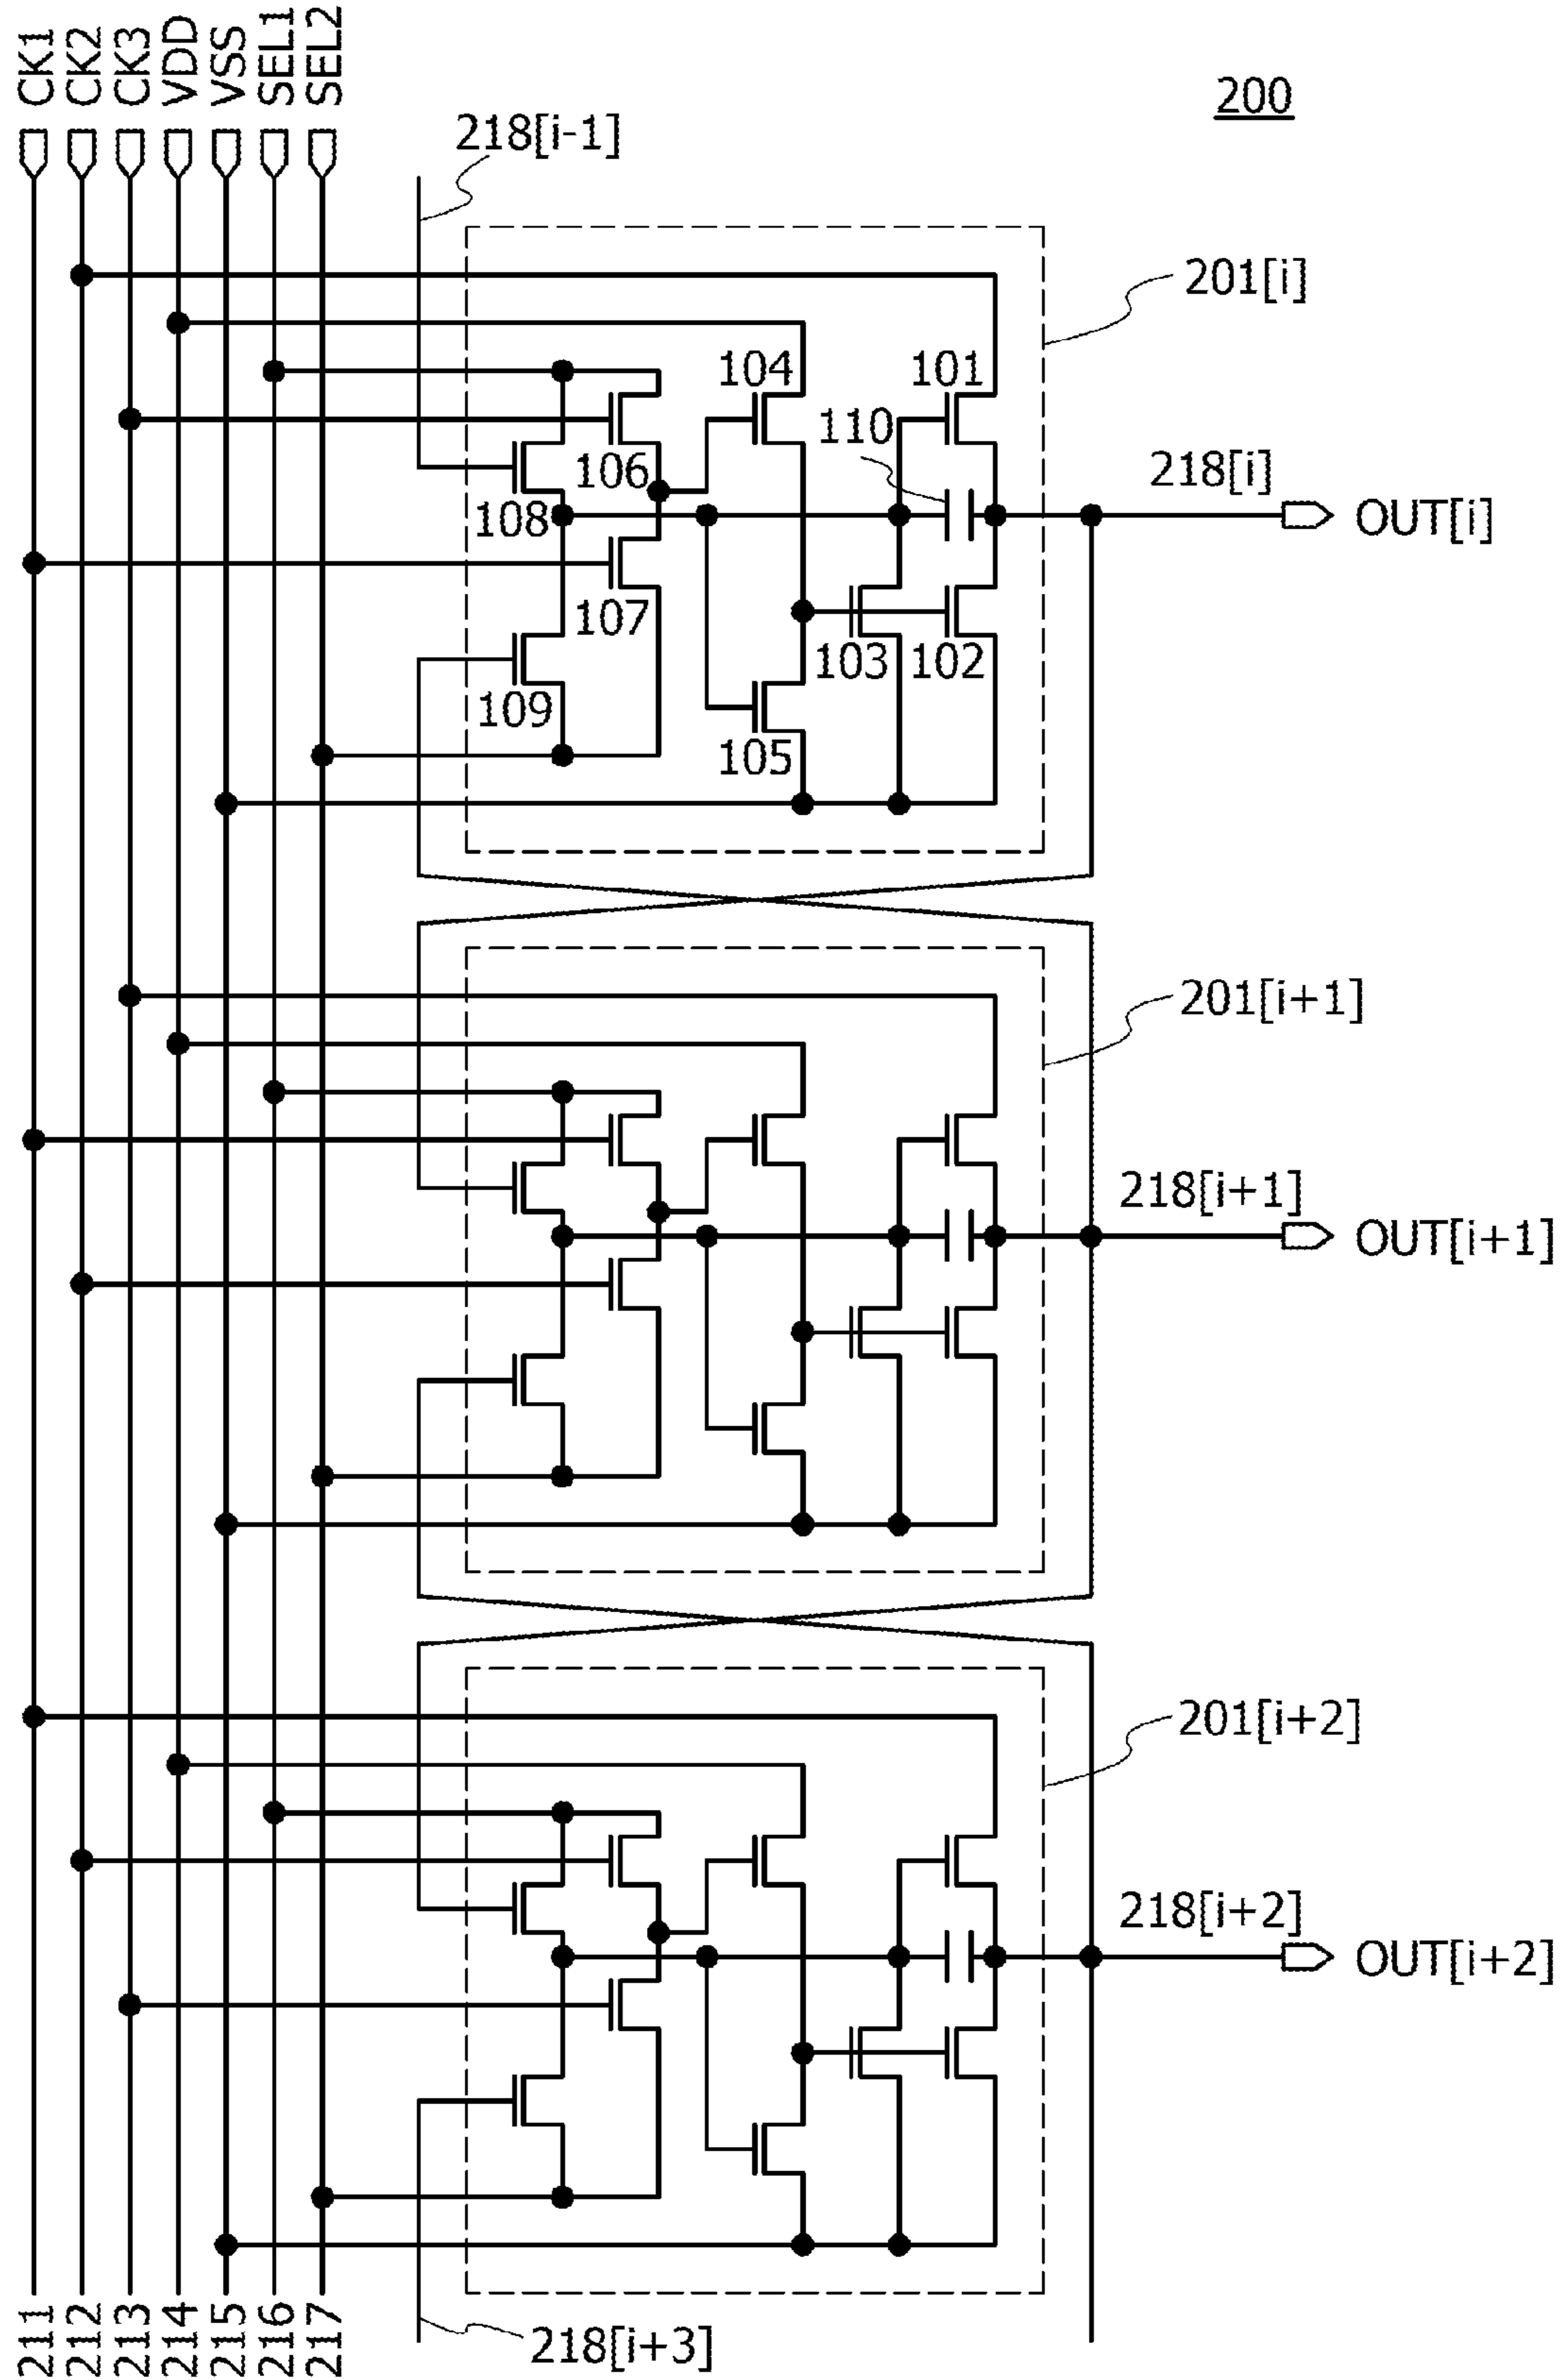 CK1
CK2
CK3
VDD
VSS
SEL1
SEL2
200
218[i-1]
201[i]
104
101
110
106
218[i]
108
OUT[i]
107
103
102
109
105
201[i+1]
218[i+1]
OUT[i+1]
201[i+2]
218[i+2]
OUT[i+2]
211
212
213
214
215
216
217
218[i+3]